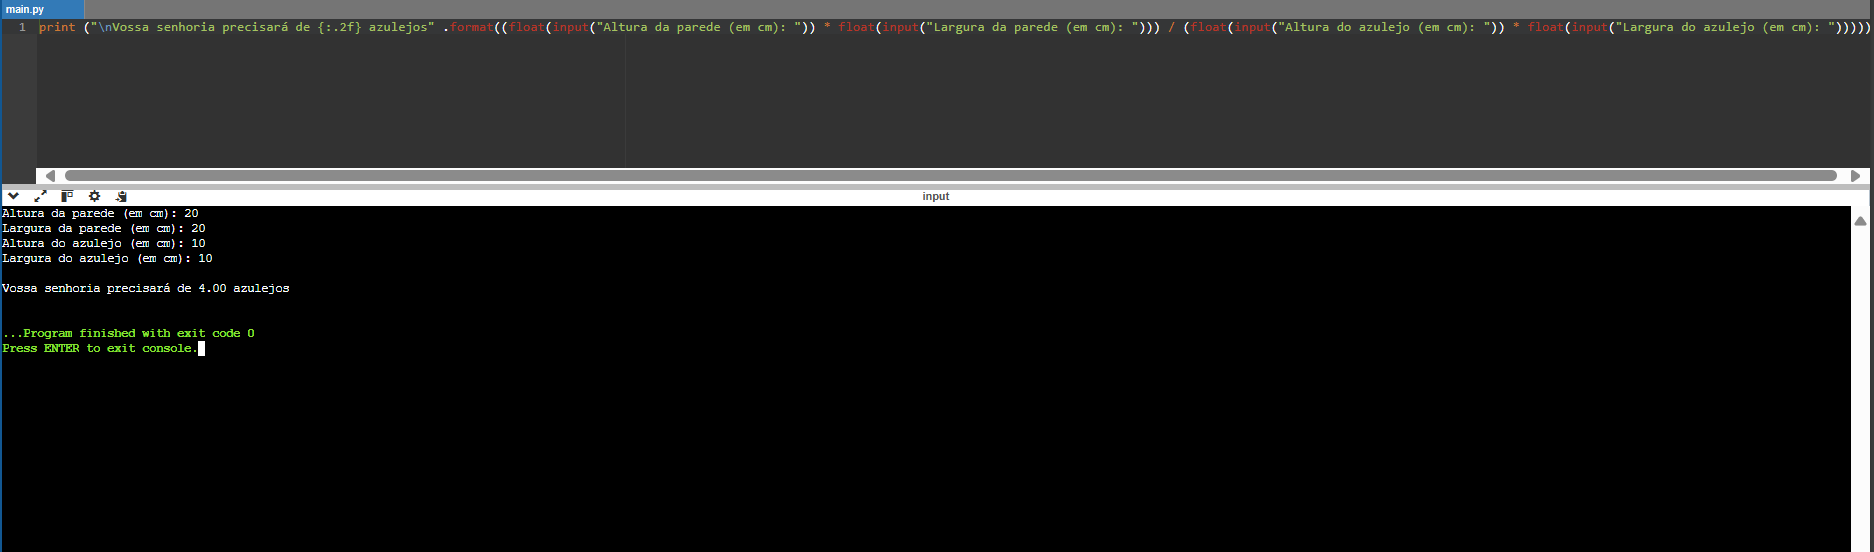 main.py
1 print ("\nVossa senhoria precisará de {:.2f} azulejos" .format((float(input("Altura da parede (em cm): ")) * float(input("Largura da parede (em cm): "))) / (float(input("Altura do azulejo (em cm): ")) * float(input("Largura do azulejo (em cm): ")))))
input
Altura da parede (em cm): 20
Largura da parede (em cm): 20
Altura do azulejo (em cm): 10
Largura do azulejo (em cm): 10
Vossa senhoria precisará de 4.00 azulejos
...Program finished with exit code 0
Press ENTER to exit console.